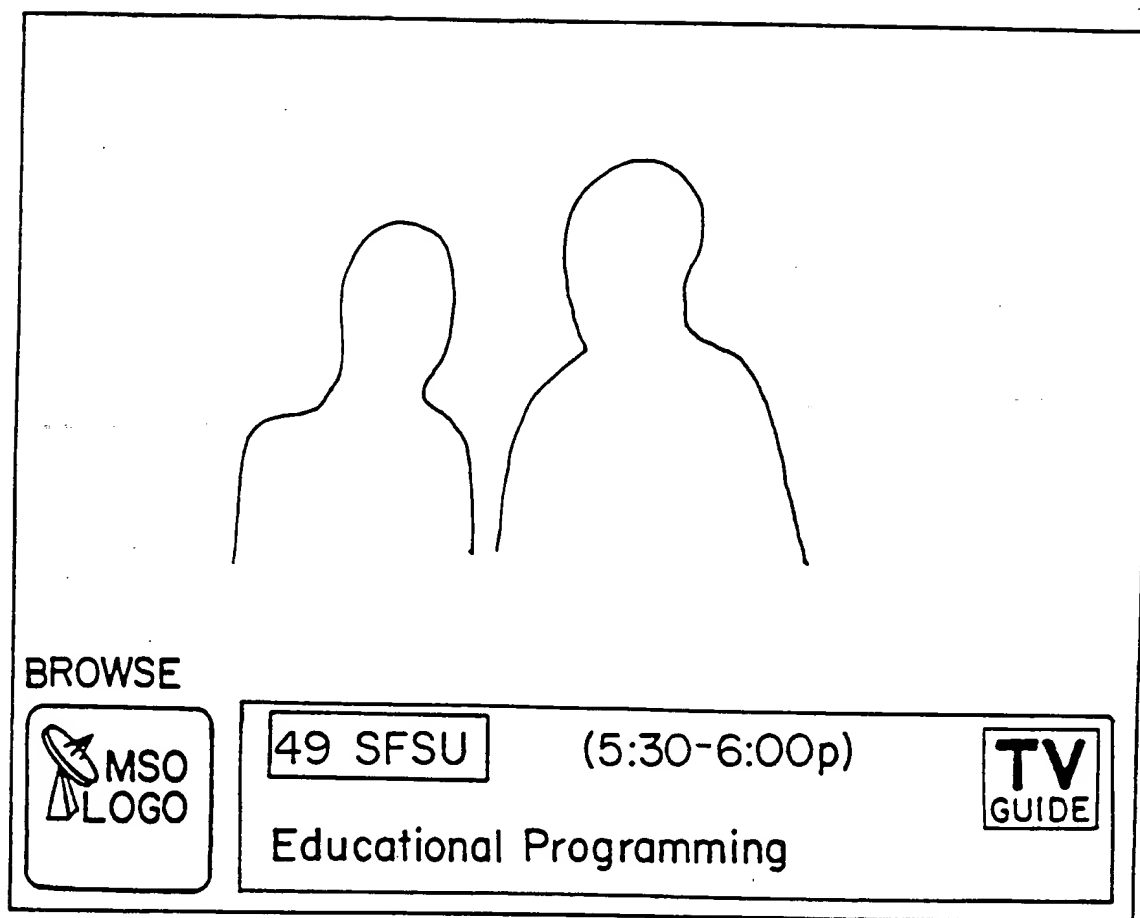 BROWSE
MSO
LOGO
49 SFSU (5:30-6:00p)
Educational Programming
TV
GUIDE